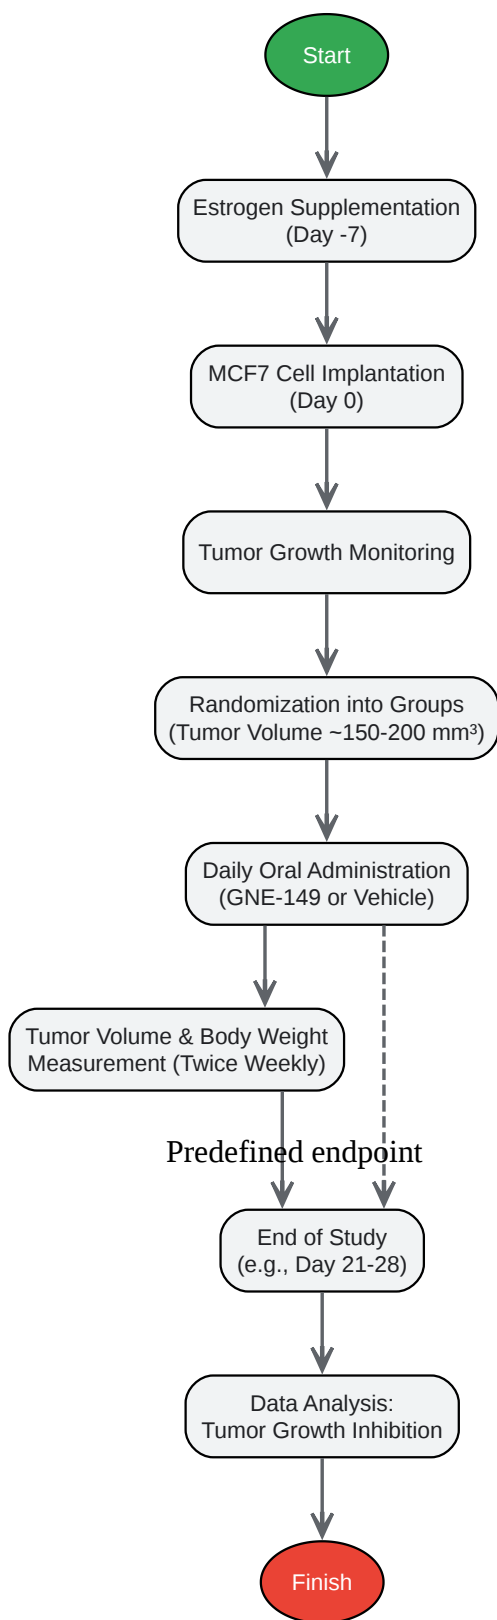 Start
Estrogen Supplementation
(Day -7)
MCF7 Cell Implantation
(Day 0)
Tumor Growth Monitoring
Randomization into Groups
(Tumor Volume ~150-200 mm³)
Daily Oral Administration
(GNE-149 or Vehicle)
Tumor Volume & Body Weight
Measurement (Twice Weekly)
Predefined endpoint
End of Study
(e.g., Day 21-28)
Data Analysis:
Tumor Growth Inhibition
Finish